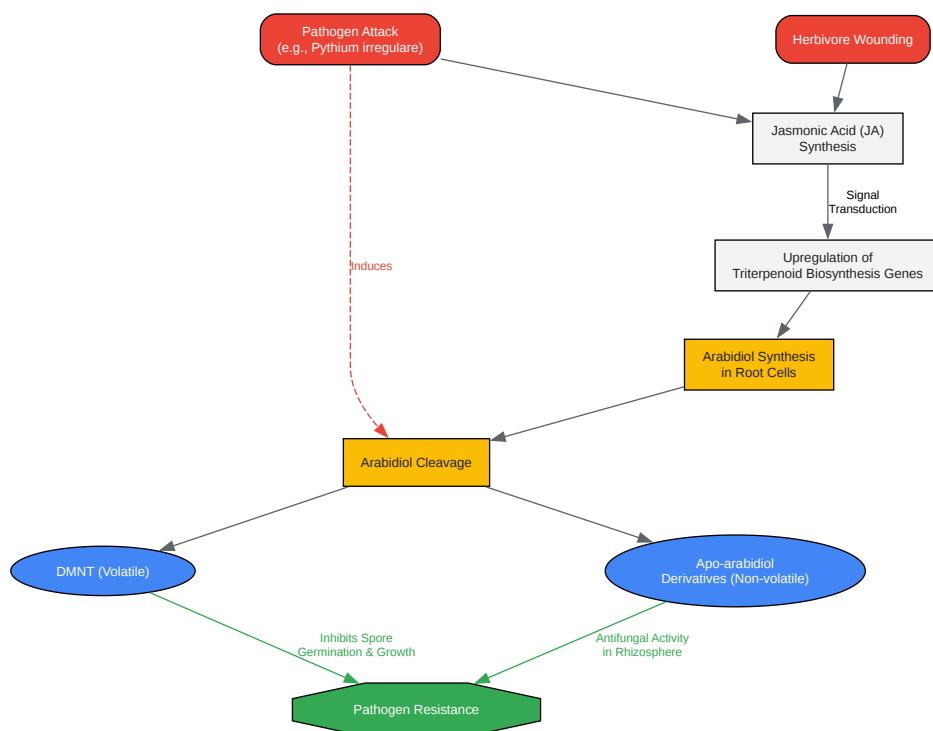 Pathogen Attack
(e.g., Pythium irregulare)
Herbivore Wounding
Jasmonic Acid (JA)
Synthesis
Signal
Transduction
Upregulation of
Triterpenoid Biosynthesis Genes
Induces
Arabidiol Synthesis
in Root Cells
Arabidiol Cleavage
DMNT (Volatile)
Apo-arabidiol
Derivatives (Non-volatile)
Inhibits Spore
Germination & Growth
Antifungal Activity
in Rhizosphere
Pathogen Resistance